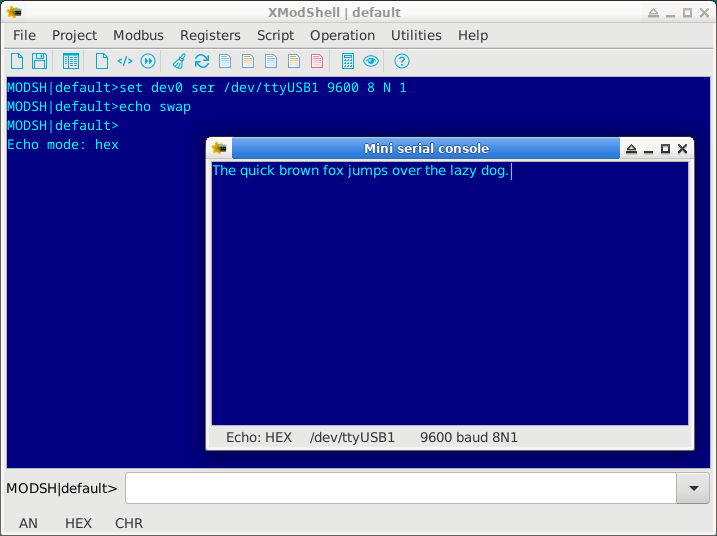 XModShell | default
File Project Modbus Registers Script Operation Utilities Help
MODSH|default>set dev0 ser /dev/ttyUSB1 9600 8 N 1
MODSH|default>echo swap
MODSH|default>
Echo mode: hex
Mini serial console
The quick brown fox jumps over the lazy dog.
Echo: HEX /dev/ttyUSB1 9600 baud 8N1
MODSH|default>
AN HEX CHR